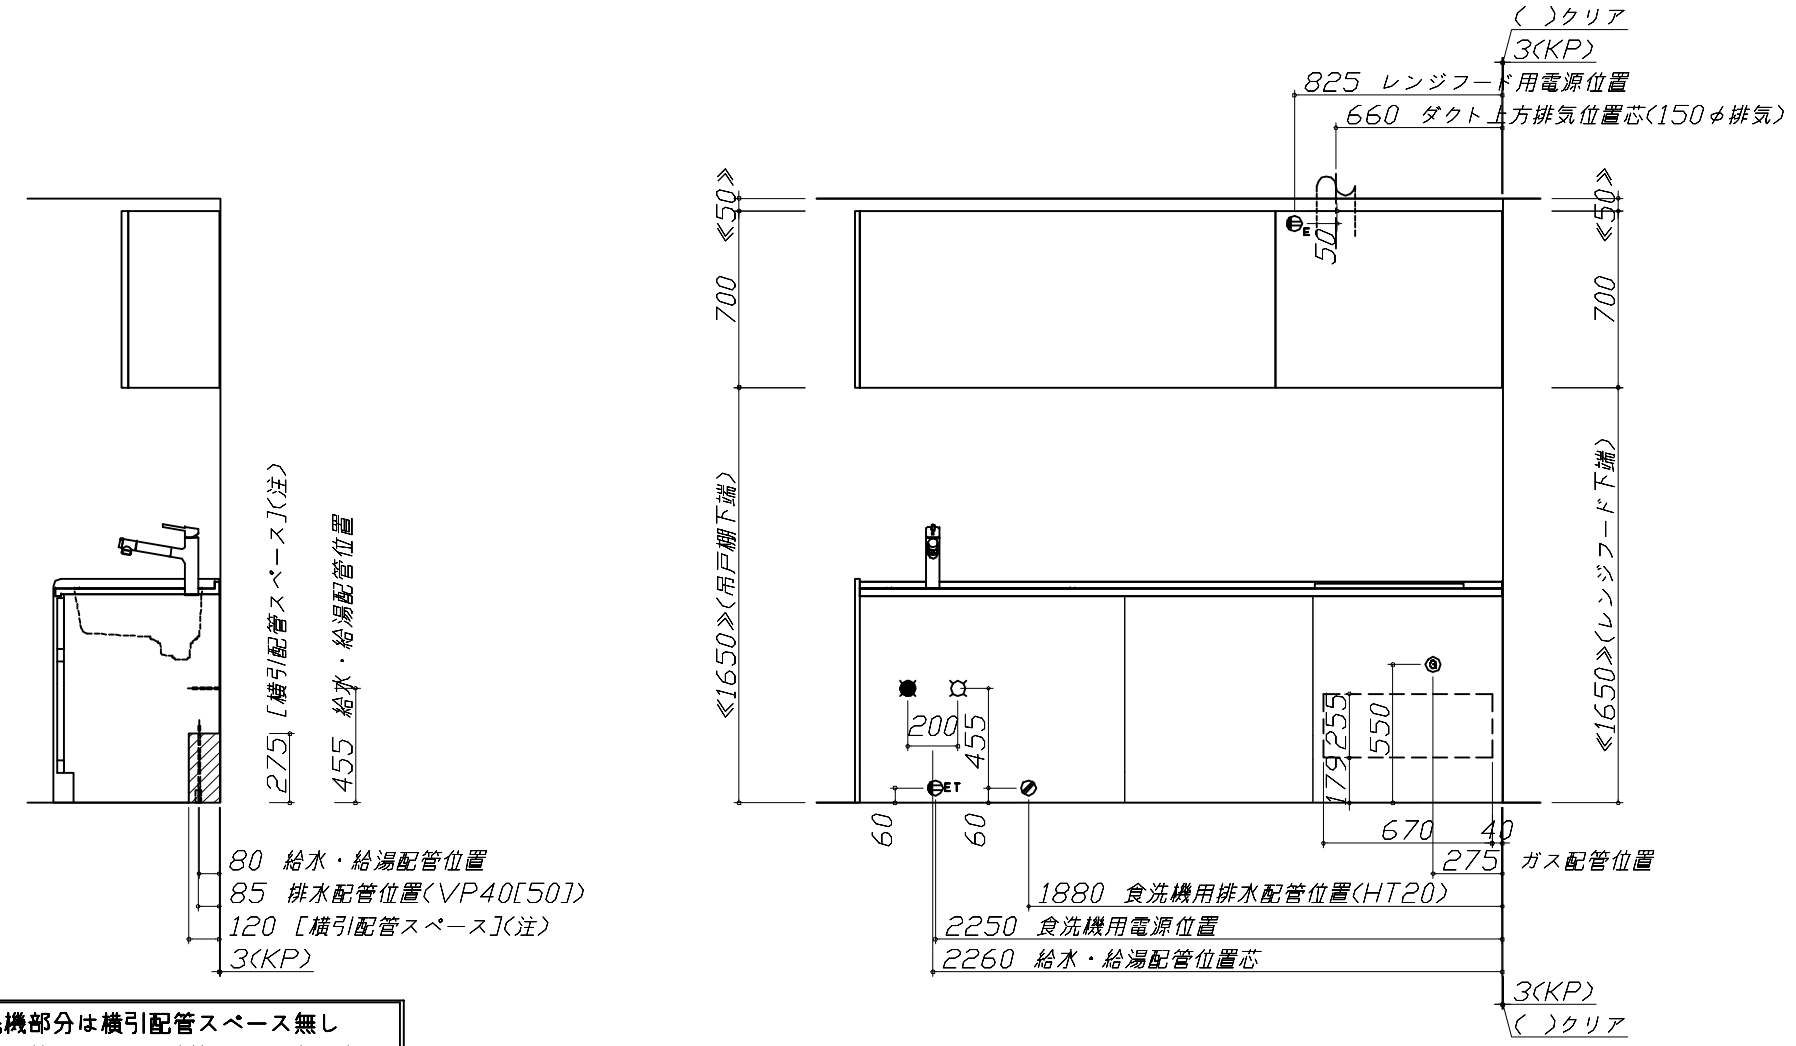 ( )クリア
3(KP)
825 レンジフード用電源位置
660 ダクト上方排気位置芯(150φ排気)
≪50≫
700
≪1650≫(吊戸棚下端)
E
50
≪50≫
700
≪1650≫(レンジフード下端)
275 [横引配管スペース](注)
455 給水・給湯配管位置
200
455
ET
60
60
G
550
255
179
670
40
80 給水・給湯配管位置
85 排水配管位置(VP40[50])
120 [横引配管スペース](注)
3(KP)
275 ガス配管位置
1880 食洗機用排水配管位置(HT20)
2250 食洗機用電源位置
2260 給水・給湯配管位置芯
3(KP)
( )クリア
機部分は横引配管スペース無し